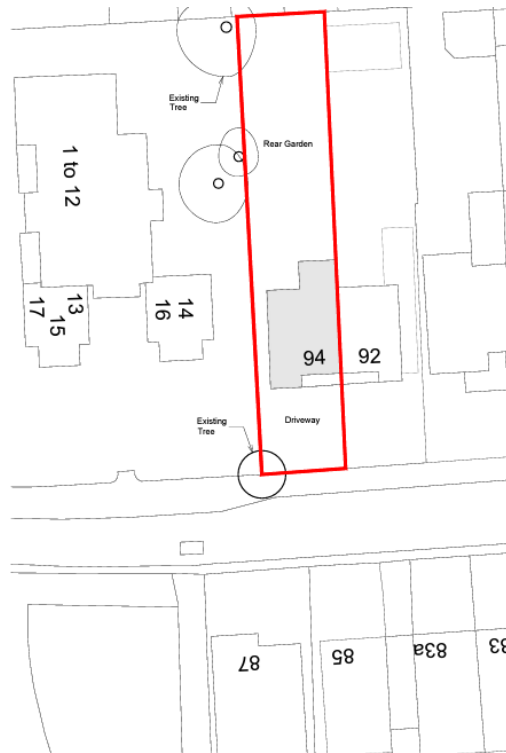 Existing
Tree
Rear Garden
1 to 12
13
15
17
14
16
94
92
Existing
Tree
Driveway
87
85
83a
83